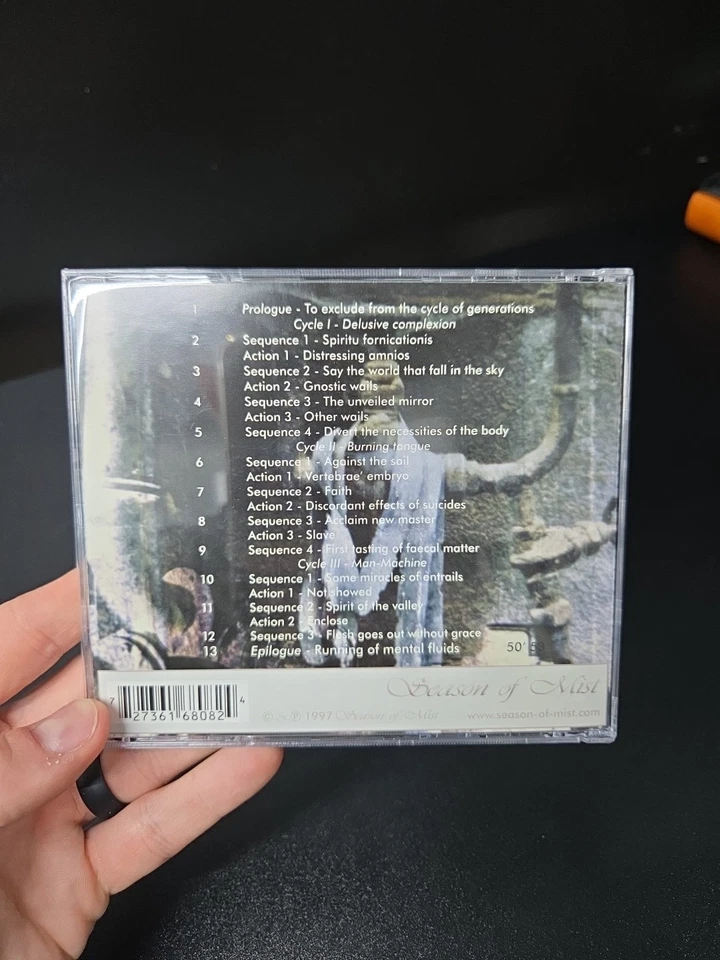 1 Prologue - To exclude from the cycle of generations
Cycle I - Delusive complexion
2 Sequence 1 - Spiritu fornicationis
Action 1 - Distressing amnios
3 Sequence 2 - Say the world that fall in the sky
Action 2 - Gnostic wails
4 Sequence 3 - The unveiled mirror
Action 3 - Other wails
5 Sequence 4 - Divert the necessities of the body
Cycle II - Burning tongue
6 Sequence 1 - Against the sail
Action 1 - Vertebrae' embryo
7 Sequence 2 - Faith
Action 2 - Discordant effects of suicides
8 Sequence 3 - Acclaim new master
Action 3 - Slave
9 Sequence 4 - First tasting of faecal matter
Cycle III - Man-Machine
10 Sequence 1 - Some miracles of entrails
Action 1 - Not showed
11 Sequence 2 - Spirit of the valley
Action 2 - Enclose
12 Sequence 3 - Flesh goes out without grace
13 Epilogue - Running of mental fluids
50'
Season of Mist
7 27361 68082 4
© & ℗ 1997 Season of Mist
www.season-of-mist.com